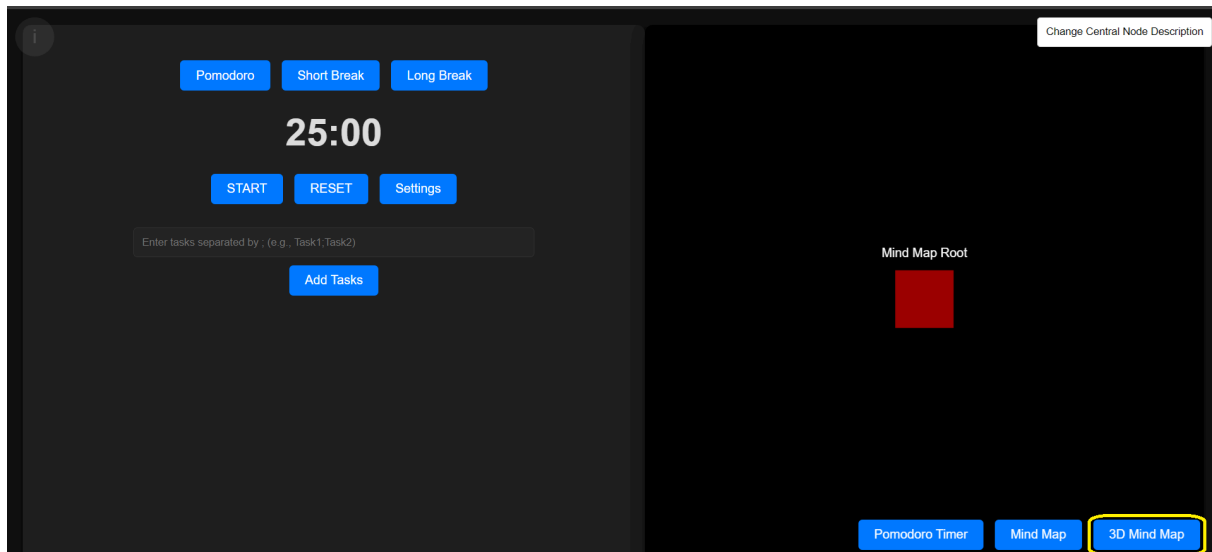 i
Pomodoro
Short Break
Long Break
25:00
START
RESET
Settings
Enter tasks separated by ; (e.g., Task1;Task2)
Add Tasks
Change Central Node Description
Mind Map Root
Pomodoro Timer
Mind Map
3D Mind Map